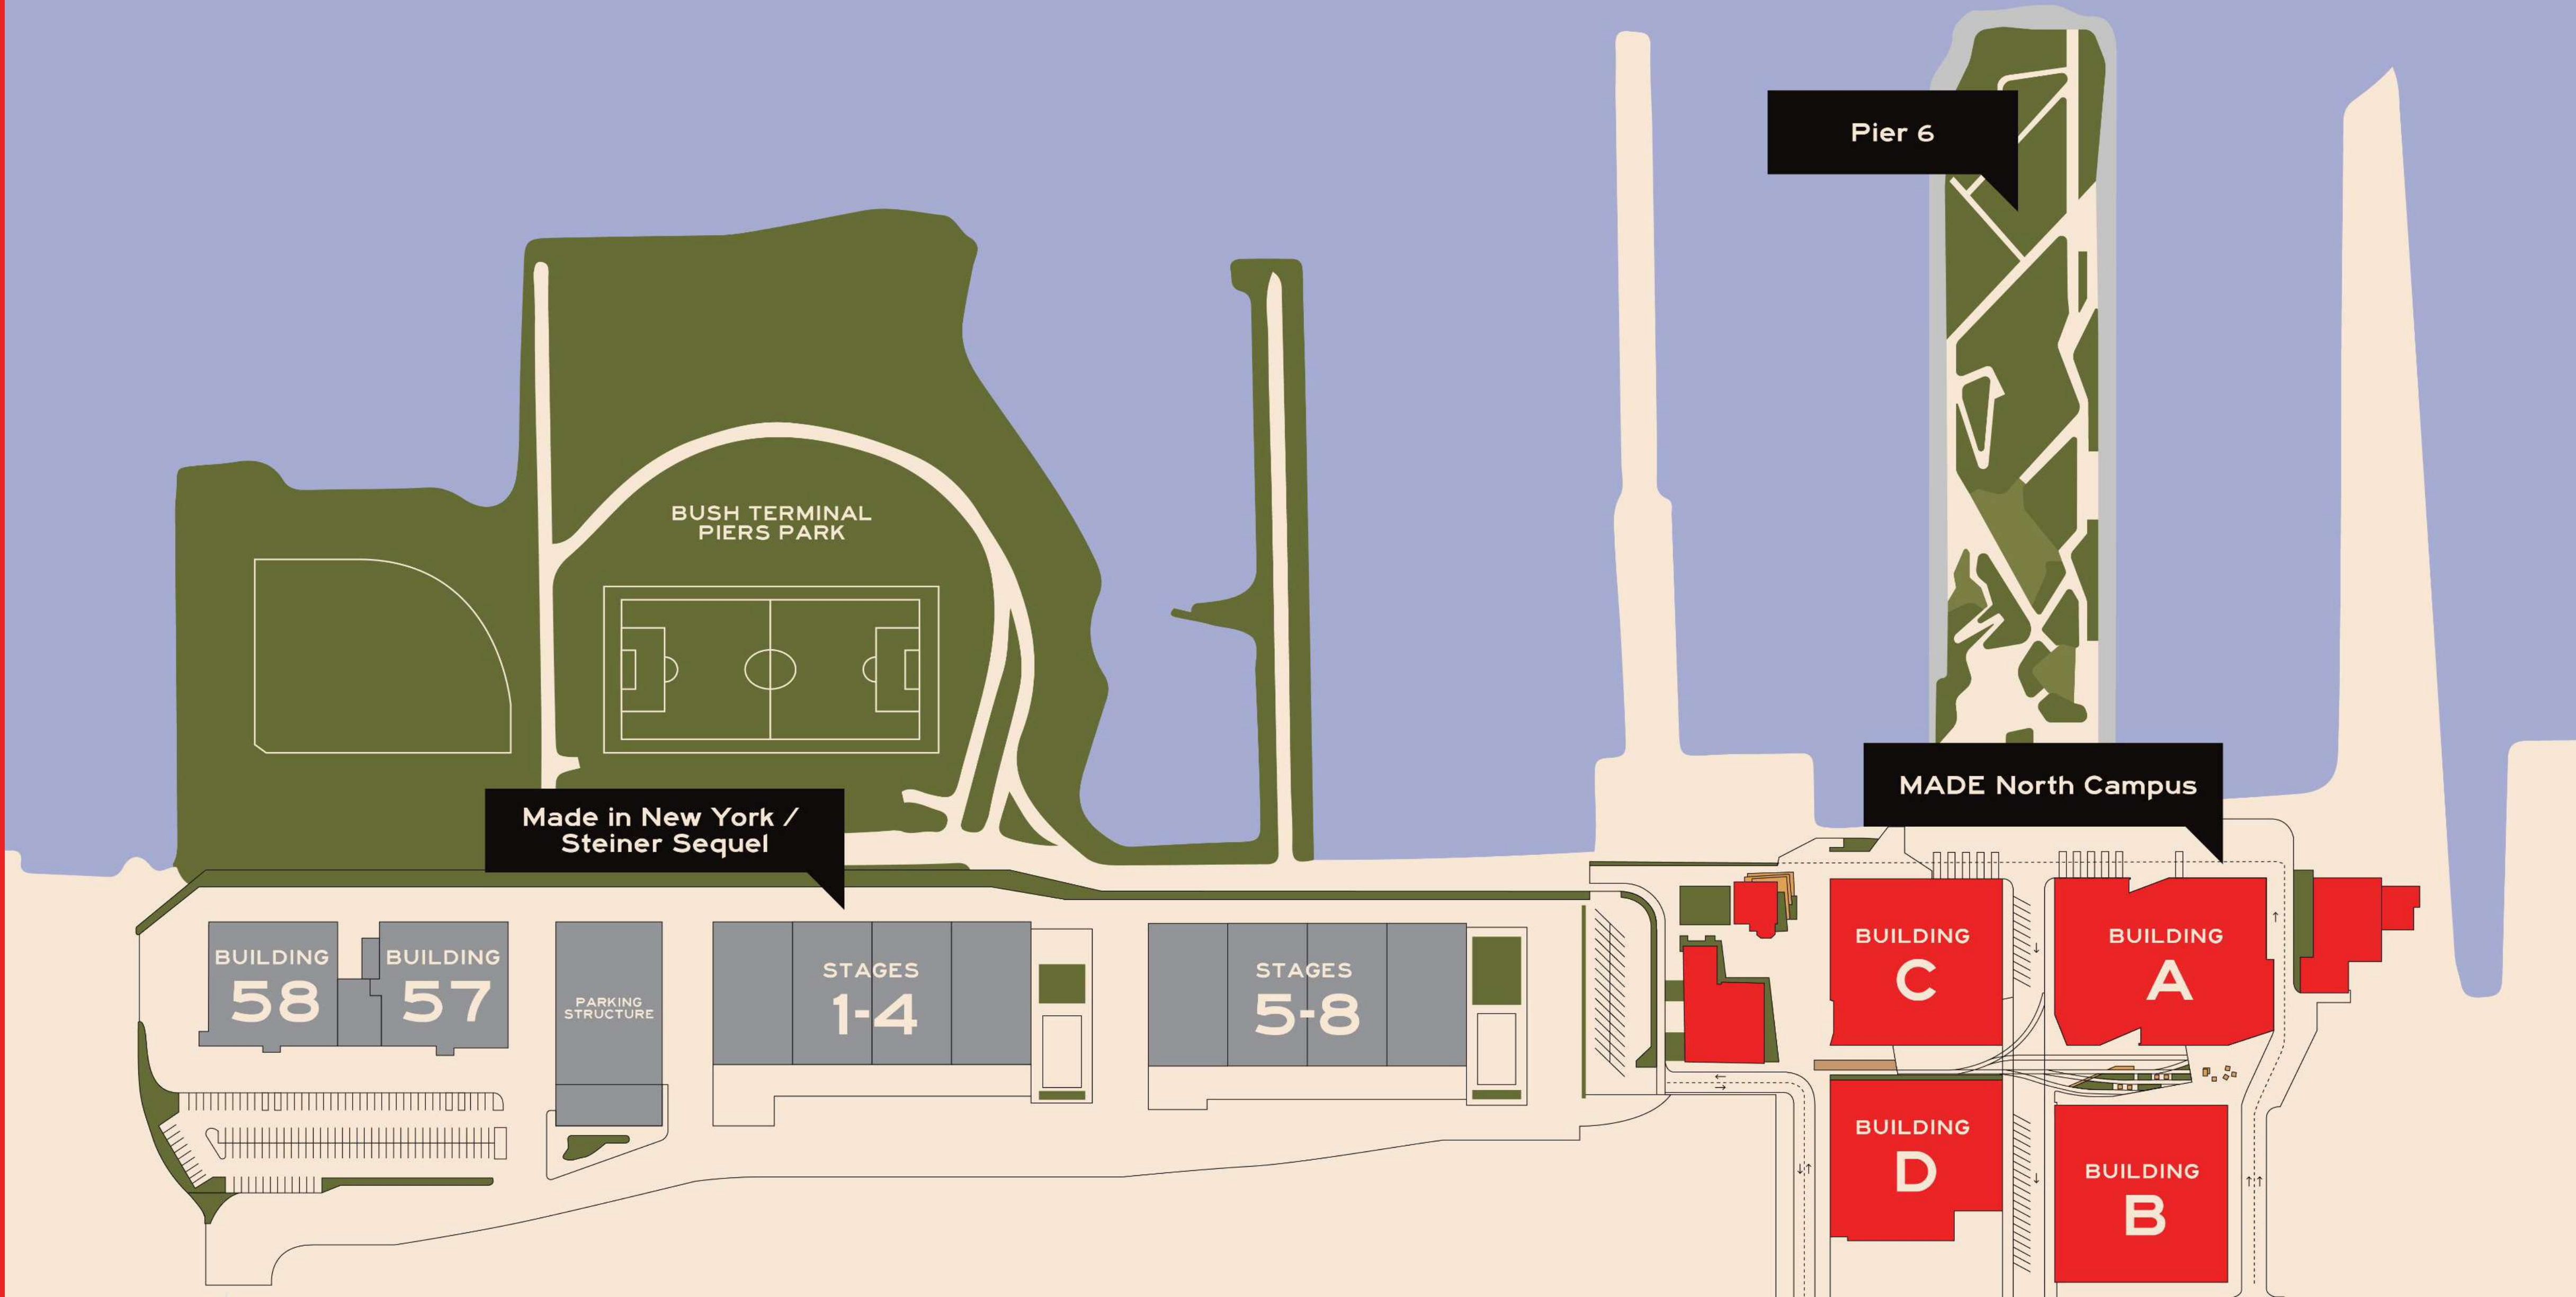 Pier 6
BUSH TERMINAL
PIERS PARK
MADE North Campus
Made in New York /
Steiner Sequel
BUILDING
58
BUILDING
57
PARKING
STRUCTURE
STAGES
1-4
STAGES
5-8
BUILDING
C
BUILDING
A
BUILDING
D
BUILDING
B